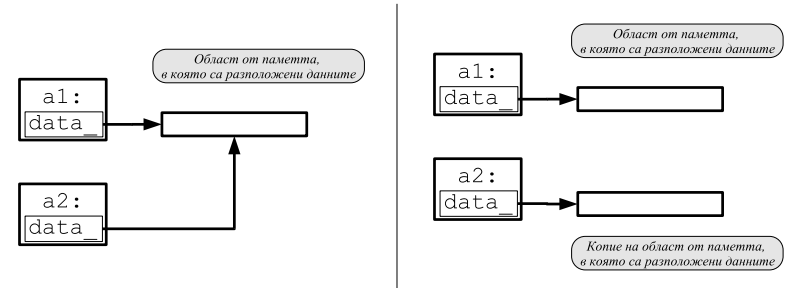 Област от паметта,
в която са разположени данните
a1:
data_
a2:
data_
Област от паметта,
в която са разположени данните
a1:
data_
a2:
data_
Копие на област от паметта,
в която са разположени данните